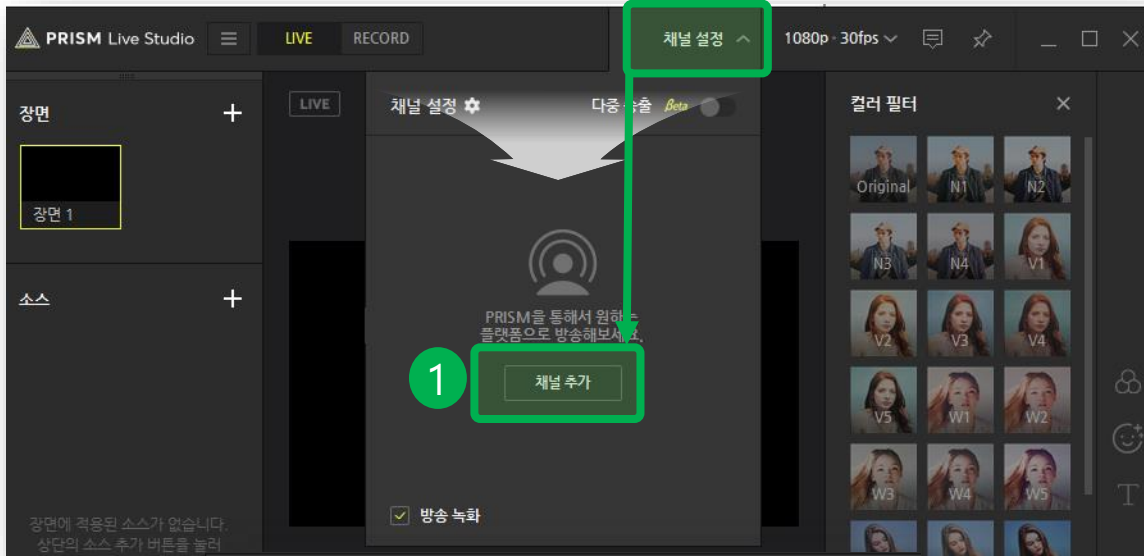 PRISM Live Studio
LIVE RECORD
채널 설정
1080p · 30fps
장면
장면 1
소스
장면에 적용된 소스가 없습니다.
상단의 소스 추가 버튼을 눌러
LIVE
채널 설정
다중 송출 Beta
PRISM을 통해서 원하는
플랫폼으로 방송해보세요.
1
채널 추가
방송 녹화
컬러 필터
Original N1 N2
N3 N4 V1
V2 V3 V4
V5 W1 W2
W3 W4 W5
T